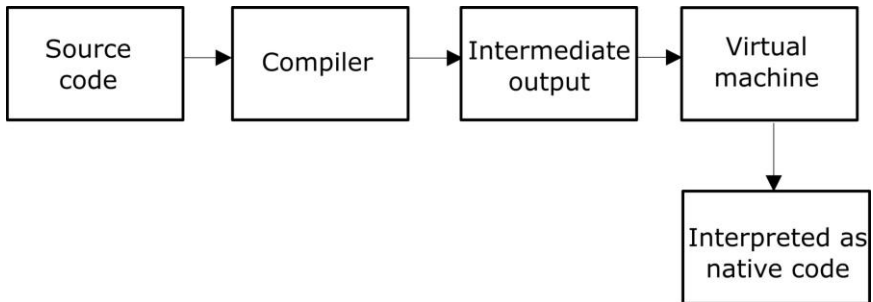 Source
code
Compiler
Intermediate
output
Virtual
machine
Interpreted as
native code